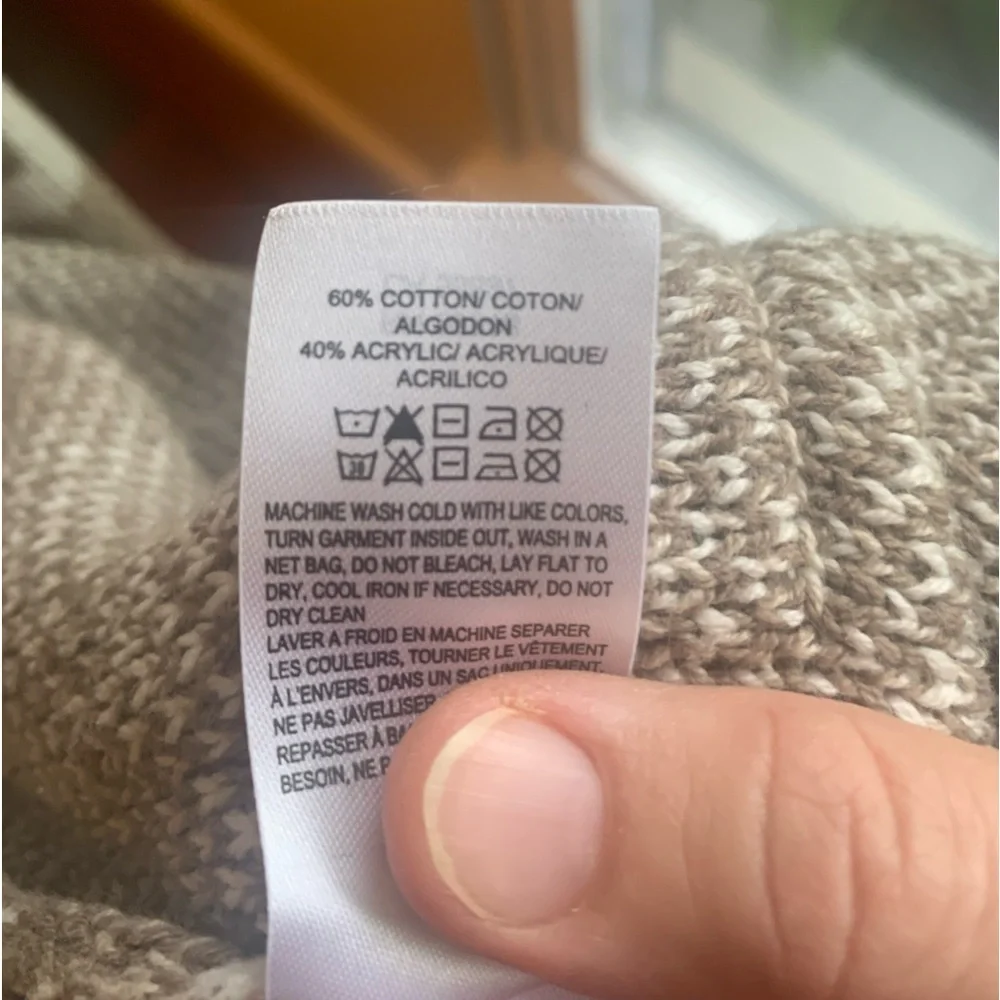 60% COTTON/ COTON/
ALGODON
40% ACRYLIC/ ACRYLIQUE/
ACRILICO
30
MACHINE WASH COLD WITH LIKE COLORS,
TURN GARMENT INSIDE OUT, WASH IN A
NET BAG, DO NOT BLEACH, LAY FLAT TO
DRY, COOL IRON IF NECESSARY, DO NOT
DRY CLEAN
LAVER A FROID EN MACHINE SEPARER
LES COULEURS, TOURNER LE VÊTEMENT
À L'ENVERS, DANS UN SAC UNIQUEMENT,
NE PAS JAVELLISER
REPASSER À
BESOIN, NE